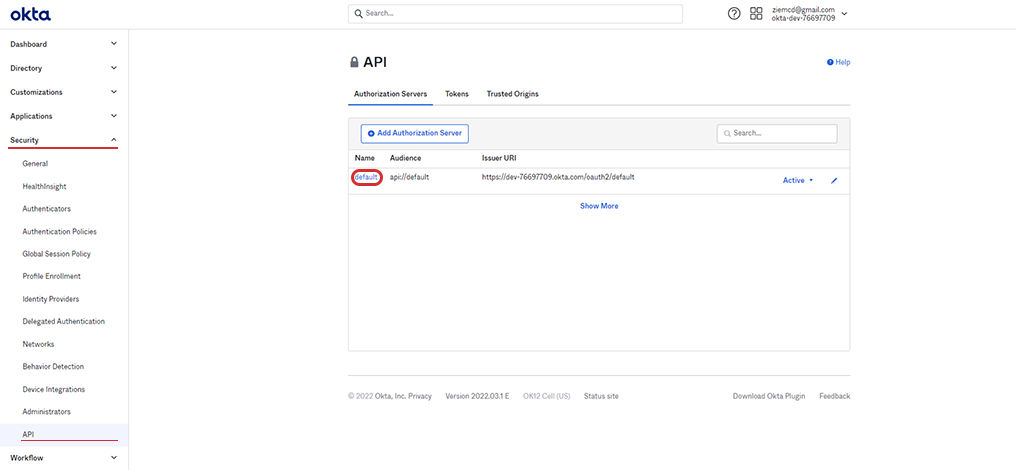 okta
Search...
ziemcd@gmail.com
okta-dev-76697709
Dashboard
Directory
Customizations
Applications
Security
General
HealthInsight
Authenticators
Authentication Policies
Global Session Policy
Profile Enrollment
Identity Providers
Delegated Authentication
Networks
Behavior Detection
Device Integrations
Administrators
API
Workflow
API
Help
Authorization Servers Tokens Trusted Origins
Add Authorization Server
Search...
Name Audience Issuer URI
default api://default https://dev-76697709.okta.com/oauth2/default
Active
Show More
© 2022 Okta, Inc. Privacy Version 2022.03.1 E OK12 Cell (US) Status site Download Okta Plugin Feedback